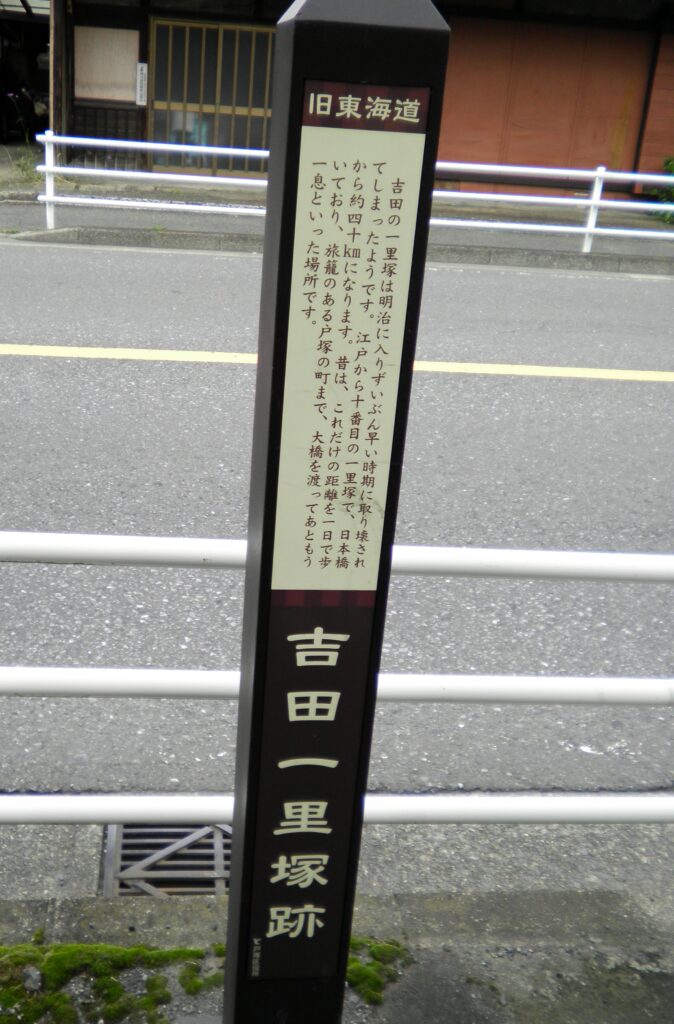 旧東海道
吉田の一里塚は明治に入りずいぶん早い時期に取り壊され
てしまったようです。江戸から十番目の一里塚で、日本橋
から約四十㎞になります。昔は、これだけの距離を一日で歩
いており、旅籠のある戸塚の町まで、大橋を渡ってあともう
一息といった場所です。
吉田一里塚跡
戸塚区役所